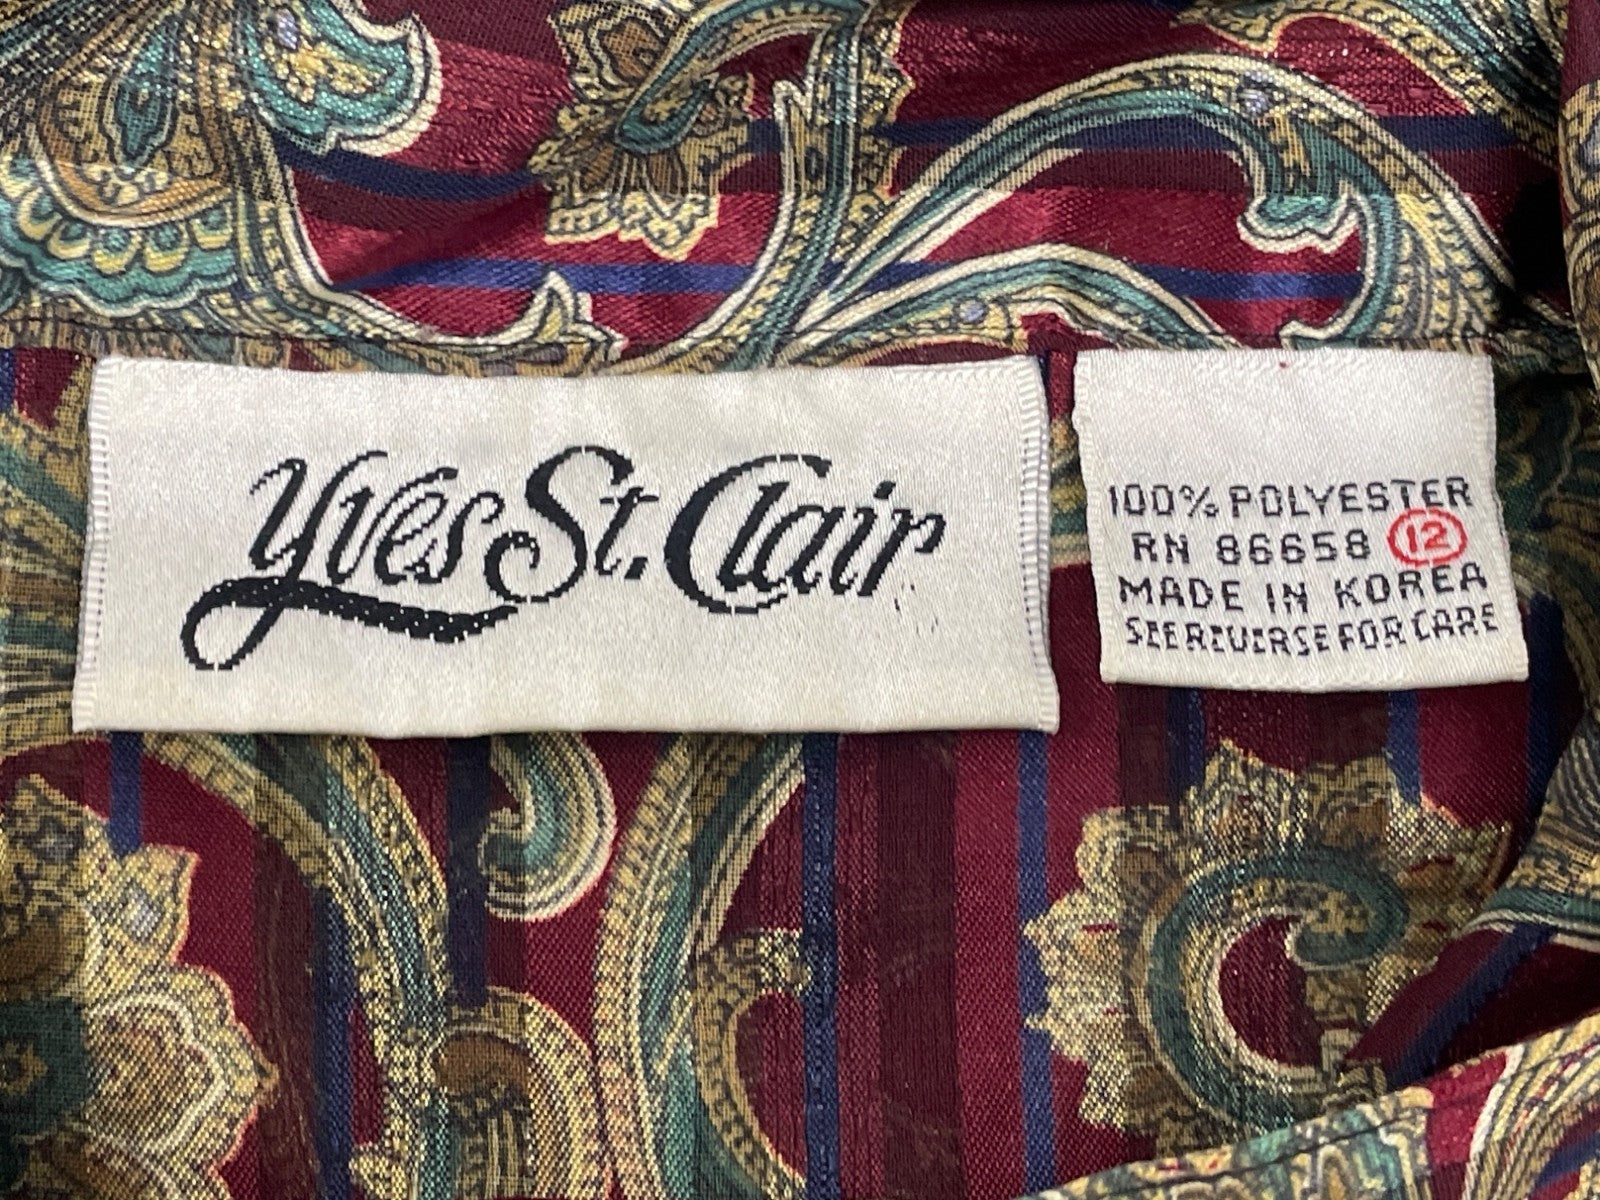 Yves St. Clair
100% POLYESTER
RN 86658 12
MADE IN KOREA
SEE REVERSE FOR CARE